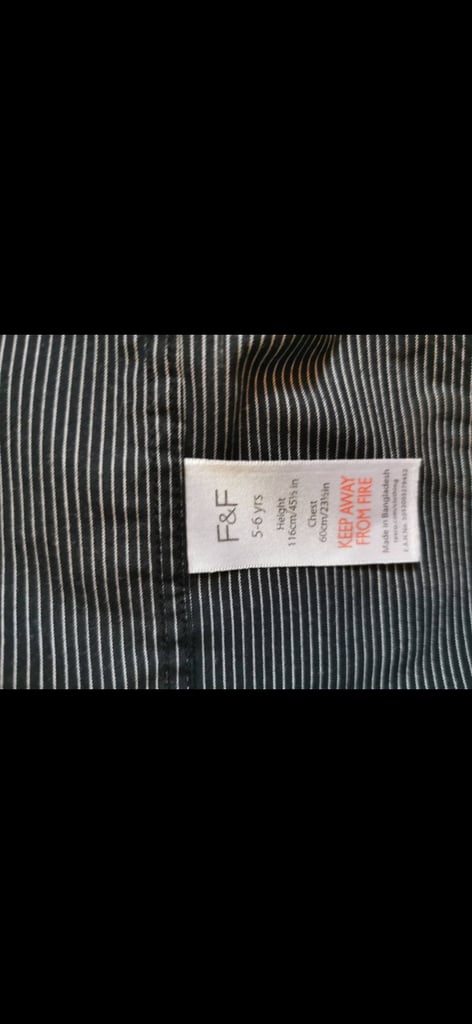 F&F
5-6 yrs
Height
116cm/45½ in
Chest
60cm/23½in
KEEP AWAY
FROM FIRE
Made in Bangladesh